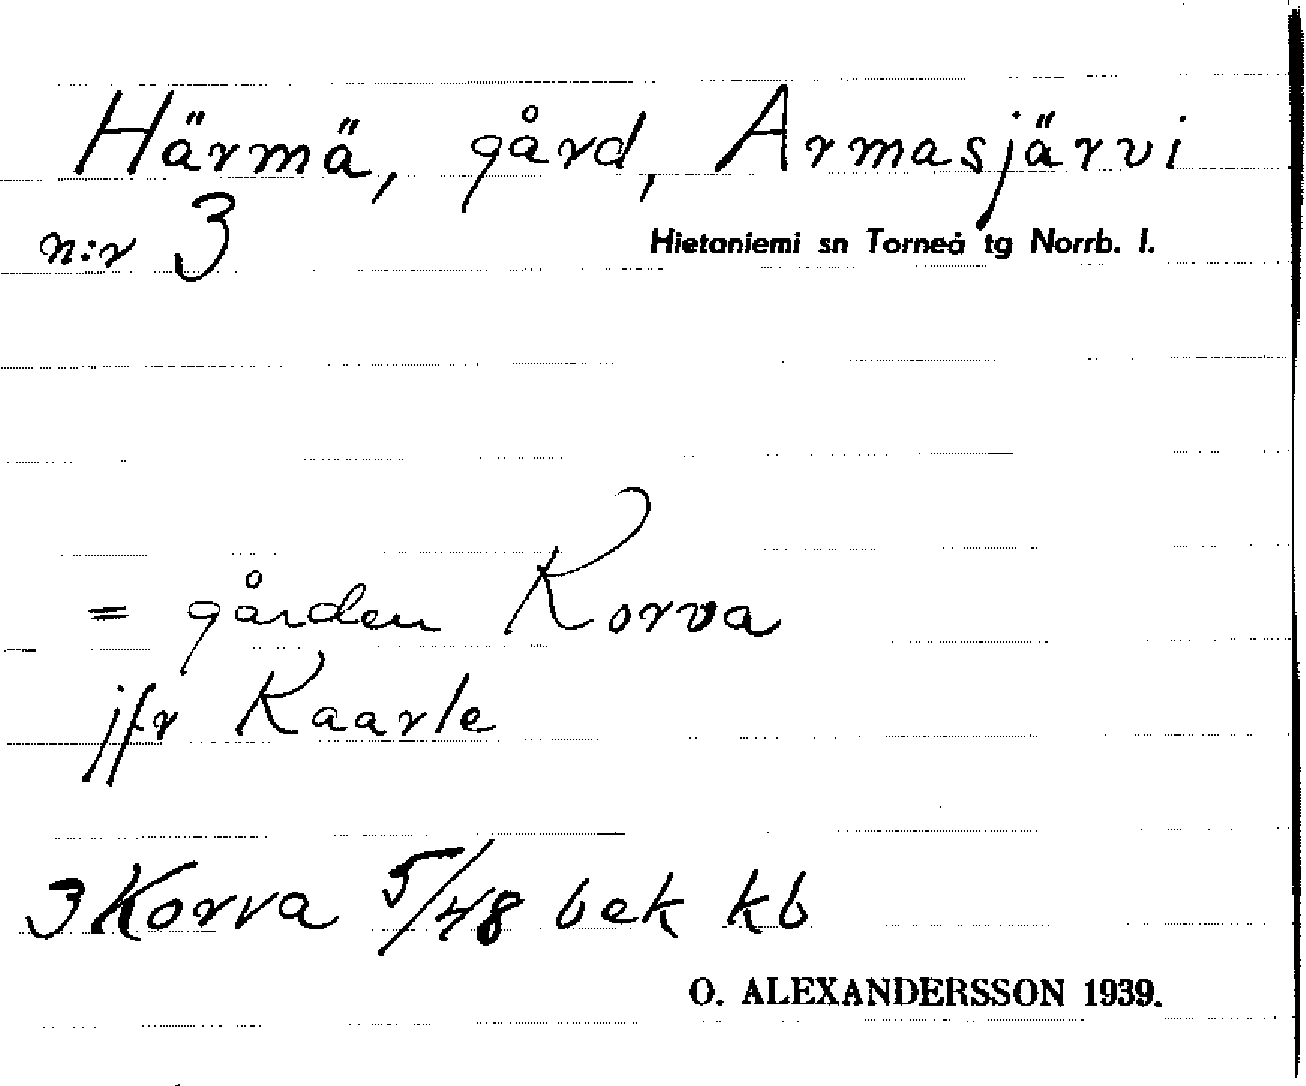 Härmä, gård, Armasjärvi
n:r 3
Hietaniemi sn Torneå tg Norrb. l.
= gården Korva
jfr Kaarle
3 Korva 5/48 bek kb
O. ALEXANDERSSON 1939.